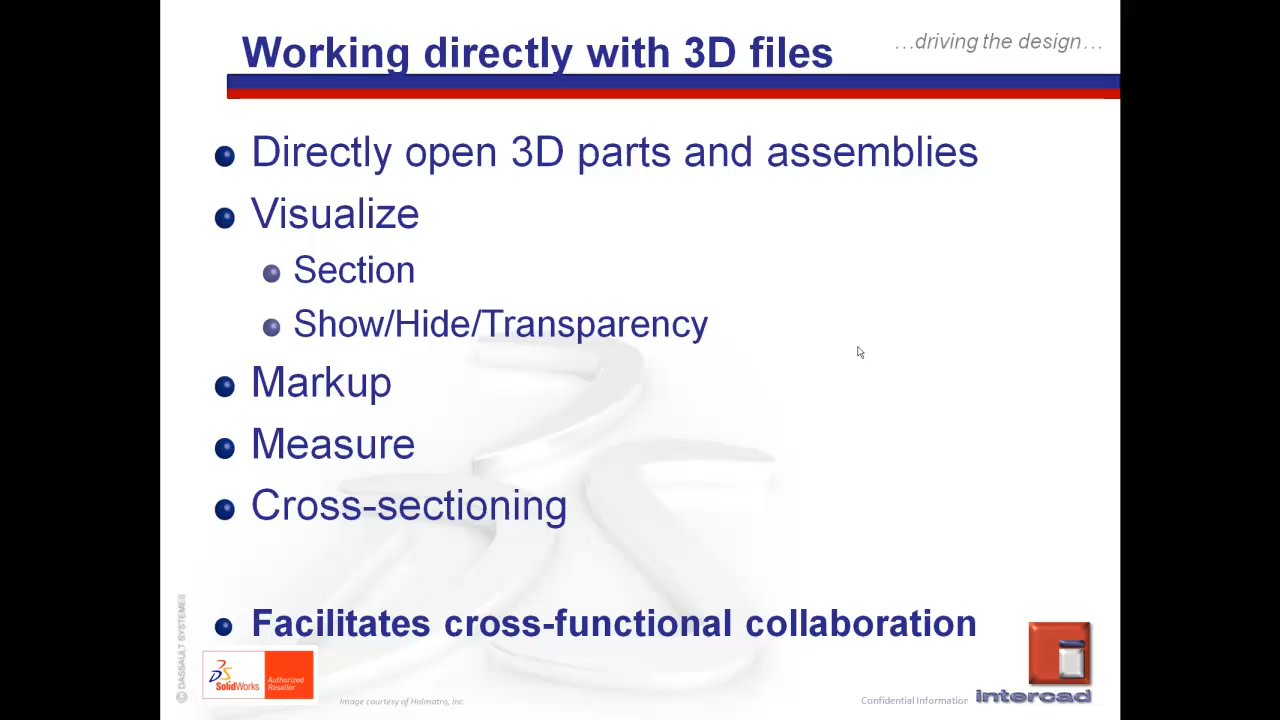 Working directly with 3D files
...driving the design...
Directly open 3D parts and assemblies
Visualize
Section
Show/Hide/Transparency
Markup
Measure
Cross-sectioning
Facilitates cross-functional collaboration
© DASSAULT SYSTEMES
SolidWorks
Authorized
Reseller
Image courtesy of Holmatro, Inc
Confidential Information
intercad